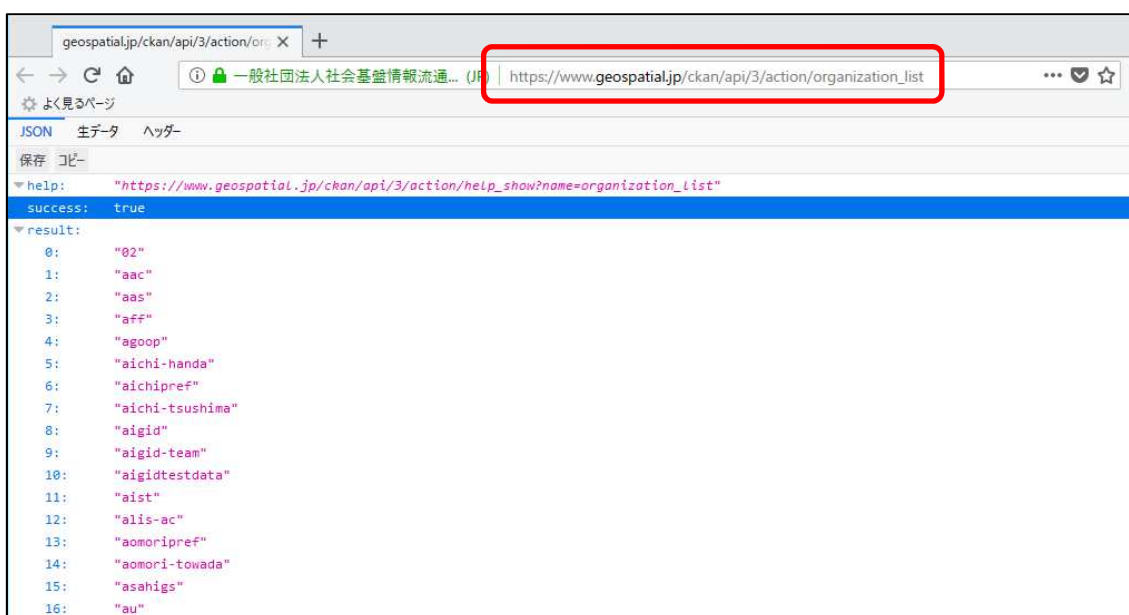 geospatial.jp/ckan/api/3/action/org
一般社団法人社会基盤情報流通... (JP) https://www.geospatial.jp/ckan/api/3/action/organization_list
よく見るページ
JSON 生データ ヘッダー
保存 コピー
help: "https://www.geospatial.jp/ckan/api/3/action/help_show?name=organization_list"
success: true
result:
0: "02"
1: "aac"
2: "aas"
3: "aff"
4: "agoop"
5: "aichi-handa"
6: "aichipref"
7: "aichi-tsushima"
8: "aigid"
9: "aigid-team"
10: "aigidtestdata"
11: "aist"
12: "alis-ac"
13: "aomoripref"
14: "aomori-towada"
15: "asahigs"
16: "au"